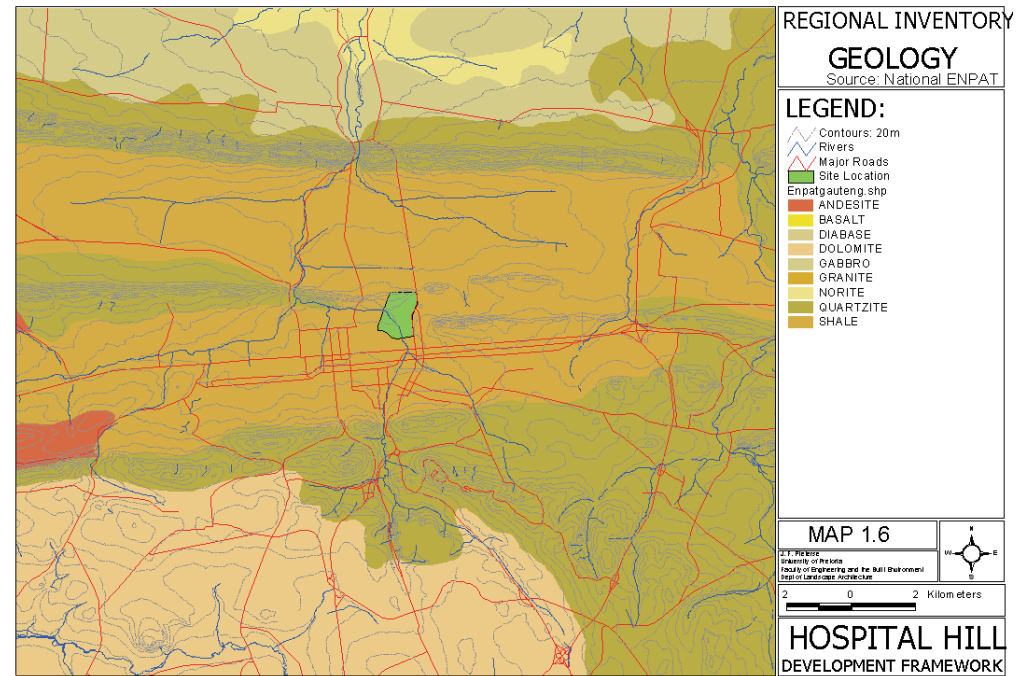 REGIONAL INVENTORY
GEOLOGY
Source: National ENPAT
LEGEND:
Contours: 20m
Rivers
Major Roads
Site Location
Enpatgauteng.shp
ANDESITE
BASALT
DIABASE
DOLOMITE
GABBRO
GRANITE
NORITE
QUARTZITE
SHALE
MAP 1.6
J. F. Pieterse
University of Pretoria
Faculty of Engineering and the Built Environment
Dept of Landscape Architecture
N
W E
S
2 0 2 Kilometers
HOSPITAL HILL
DEVELOPMENT FRAMEWORK